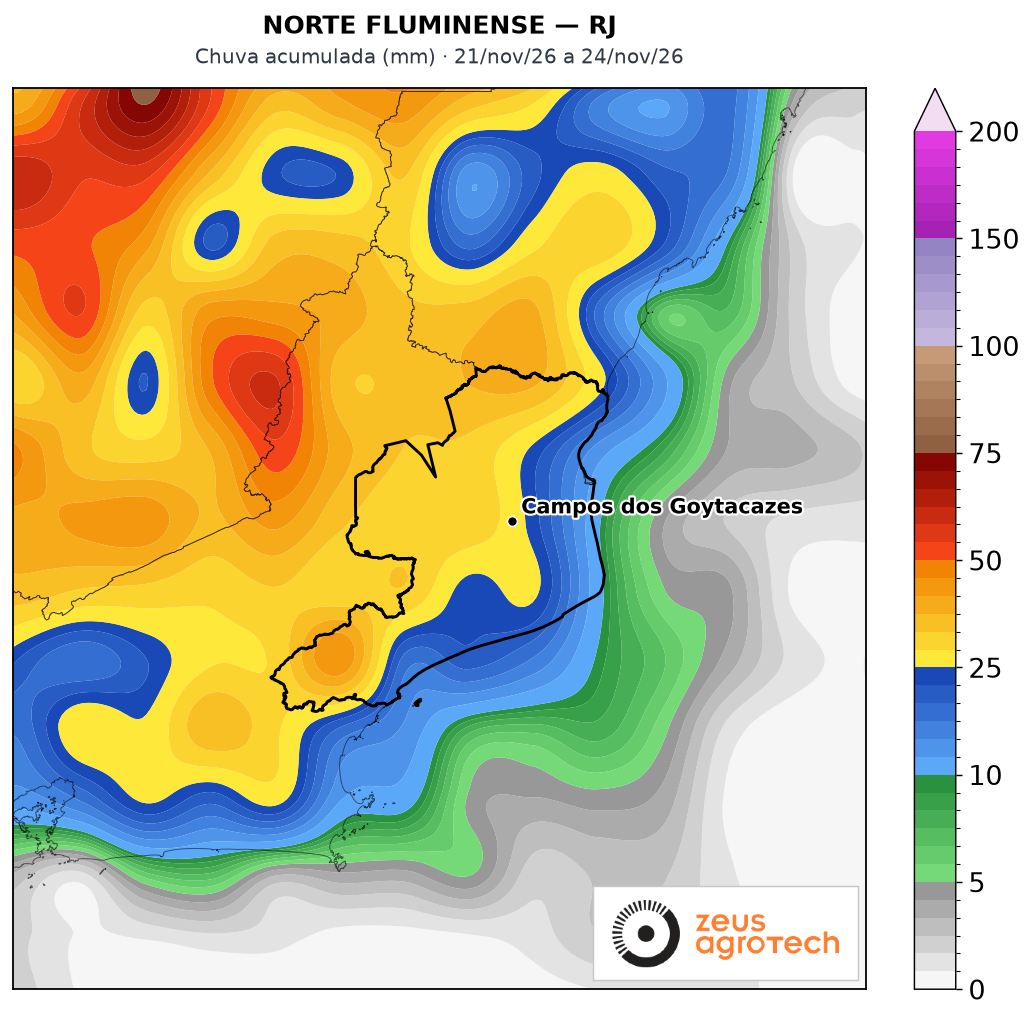 NORTE FLUMINENSE — RJ
Chuva acumulada (mm) · 21/nov/26 a 24/nov/26
200
150
100
75
50
25
10
5
0
Campos dos Goytacazes
zeus
agrotech